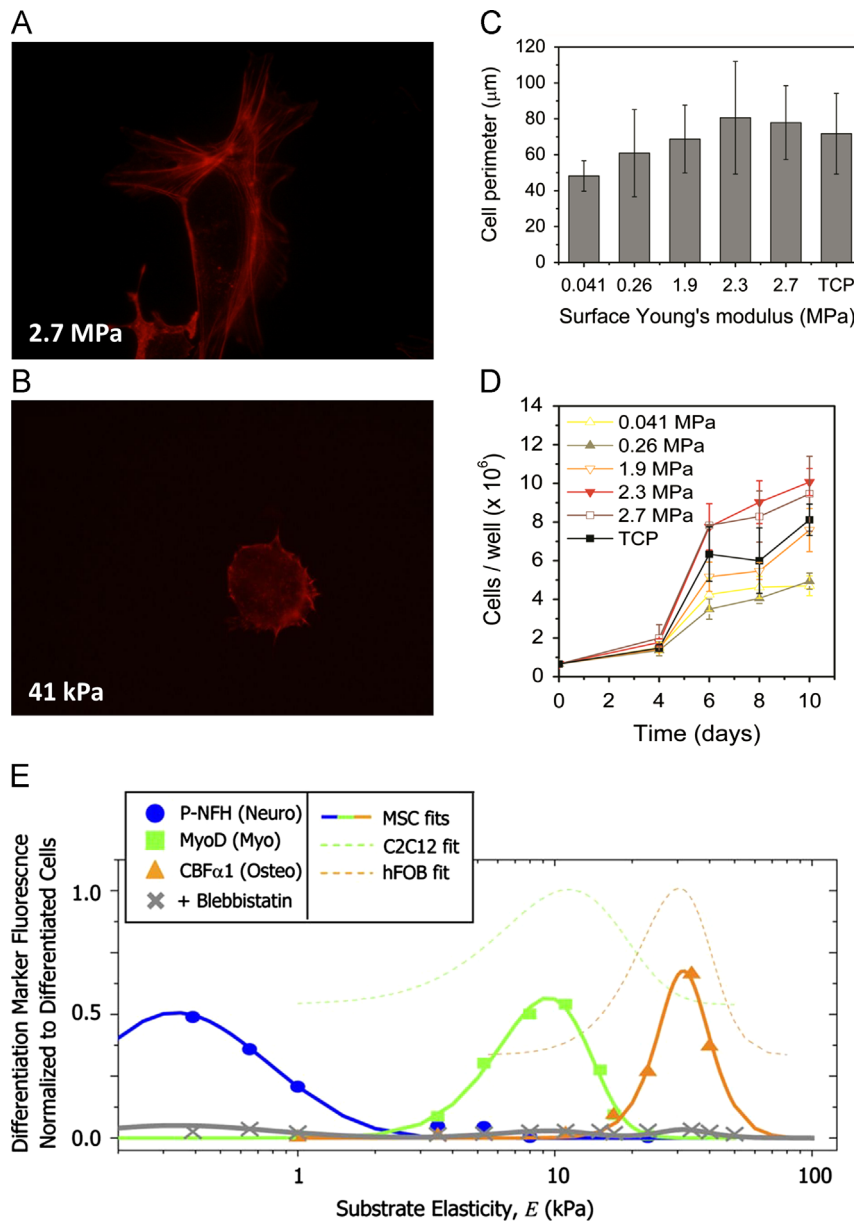 A
2.7 MPa
B
41 kPa
C
Cell perimeter (μm)
120
100
80
60
40
20
0
0.041 0.26 1.9 2.3 2.7 TCP
Surface Young's modulus (MPa)
D
Cells / well (x 10⁶)
14
12
10
8
6
4
2
0
0.041 MPa
0.26 MPa
1.9 MPa
2.3 MPa
2.7 MPa
TCP
0 2 4 6 8 10
Time (days)
E
Differentiation Marker Fluorescnce
Normalized to Differentiated Cells
P-NFH (Neuro)
MyoD (Myo)
CBFα1 (Osteo)
+ Blebbistatin
MSC fits
C2C12 fit
hFOB fit
1.0
0.5
0.0
1 10 100
Substrate Elasticity, E (kPa)